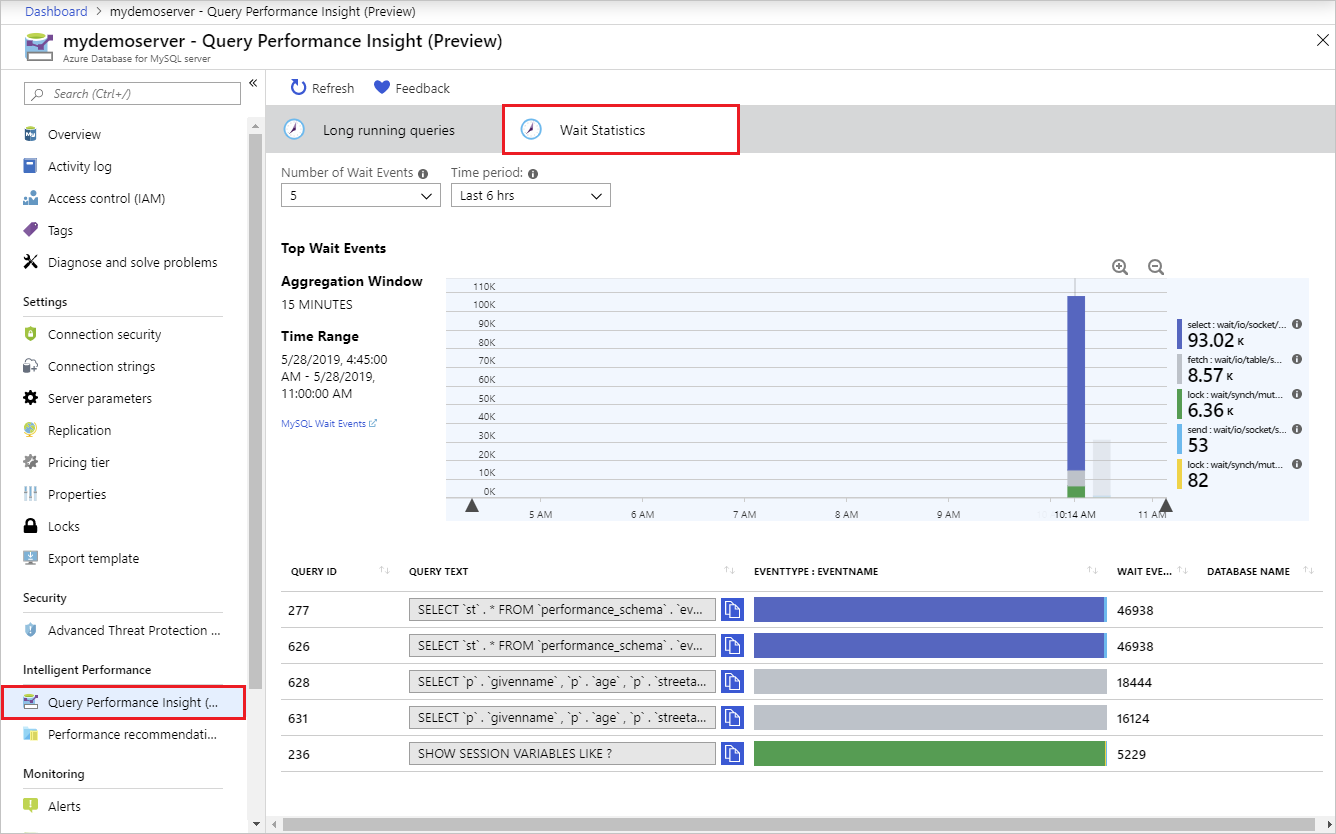 Dashboard > mydemoserver - Query Performance Insight (Preview)
mydemoserver - Query Performance Insight (Preview)
Azure Database for MySQL server
Search (Ctrl+/)
Overview
Activity log
Access control (IAM)
Tags
Diagnose and solve problems
Settings
Connection security
Connection strings
Server parameters
Replication
Pricing tier
Properties
Locks
Export template
Security
Advanced Threat Protection ...
Intelligent Performance
Query Performance Insight (...
Performance recommendati...
Monitoring
Alerts
Refresh
Feedback
Long running queries
Wait Statistics
Number of Wait Events
Time period:
5
Last 6 hrs
Top Wait Events
Aggregation Window
15 MINUTES
Time Range
5/28/2019, 4:45:00
AM - 5/28/2019,
11:00:00 AM
MySQL Wait Events
110K
100K
90K
80K
70K
60K
50K
40K
30K
20K
10K
0K
5 AM
6 AM
7 AM
8 AM
9 AM
10:14 AM
11 AM
select : wait/io/socket/...
93.02 K
fetch : wait/io/table/s...
8.57 K
lock : wait/synch/mut...
6.36 K
send : wait/io/socket/s...
53
lock : wait/synch/mut...
82
QUERY ID QUERY TEXT EVENTTYPE : EVENTNAME WAIT EVE... DATABASE NAME
277 SELECT `st` . * FROM `performance_schema` . `ev... 46938
626 SELECT `st` . * FROM `performance_schema` . `ev... 46938
628 SELECT `p` . `givenname` , `p` . `age` , `p` . `streeta... 18444
631 SELECT `p` . `givenname` , `p` . `age` , `p` . `streeta... 16124
236 SHOW SESSION VARIABLES LIKE ? 5229